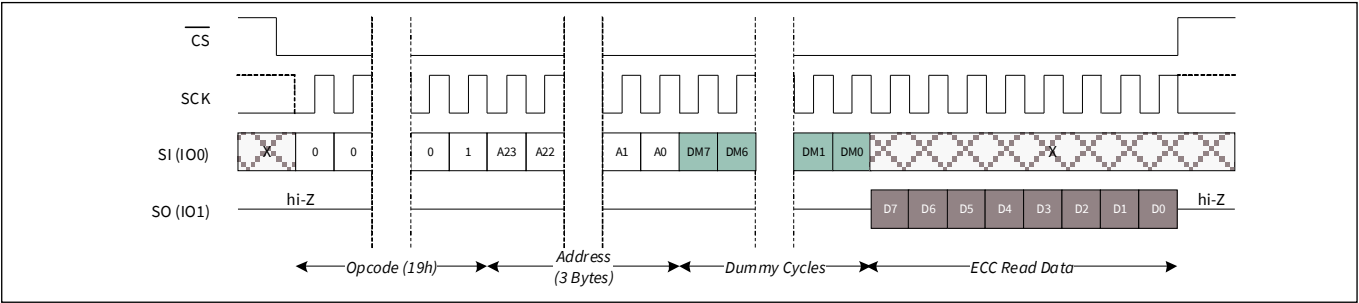 CS
SCK
SI (IO0)
X 0 0 0 1 A23 A22 A1 A0 DM7 DM6 DM1 DM0 X
hi-Z
hi-Z
SO (IO1)
D7 D6 D5 D4 D3 D2 D1 D0
Opcode (19h)
Address
(3 Bytes)
Dummy Cycles
ECC Read Data